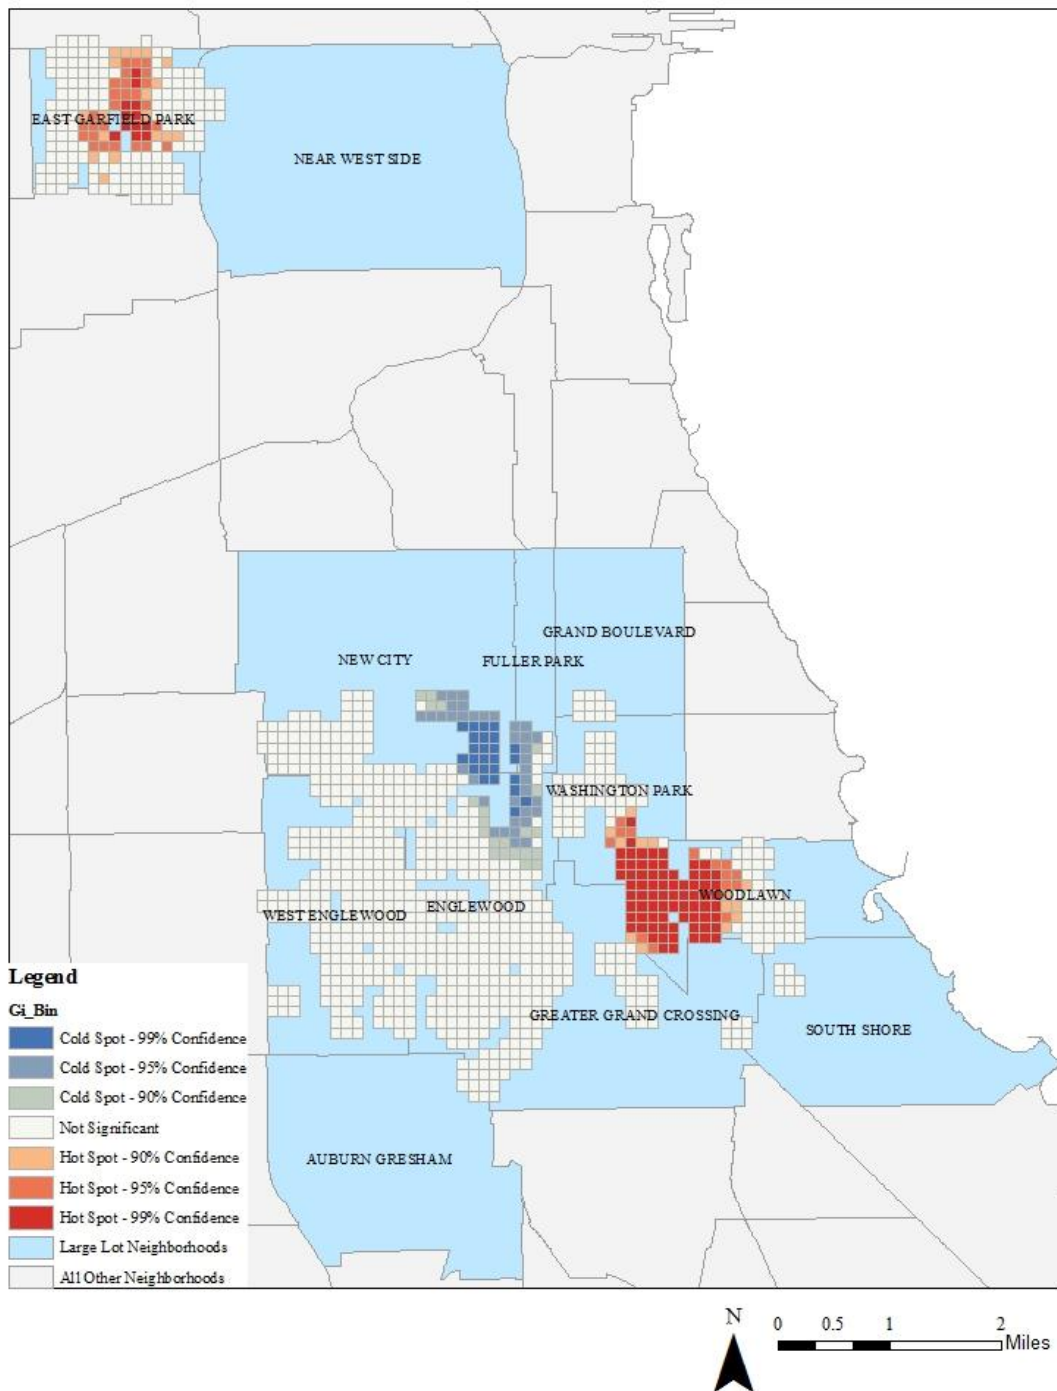 EAST GARFIELD PARK
NEAR WEST SIDE
GRAND BOULEVARD
NEW CITY
FULLER PARK
WASHINGTON PARK
WOODLAWN
ENGLEWOOD
WEST ENGLEWOOD
GREATER GRAND CROSSING
SOUTH SHORE
AUBURN GRESHAM
Legend
Gi_Bin
Cold Spot - 99% Confidence
Cold Spot - 95% Confidence
Cold Spot - 90% Confidence
Not Significant
Hot Spot - 90% Confidence
Hot Spot - 95% Confidence
Hot Spot - 99% Confidence
Large Lot Neighborhoods
All Other Neighborhoods
N
0 0.5 1 2
Miles